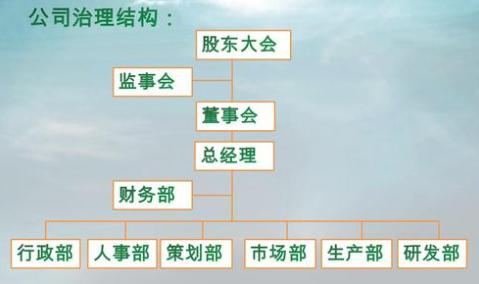 公司治理结构：
股东大会
监事会
董事会
总经理
财务部
行政部 人事部 策划部 市场部 生产部 研发部